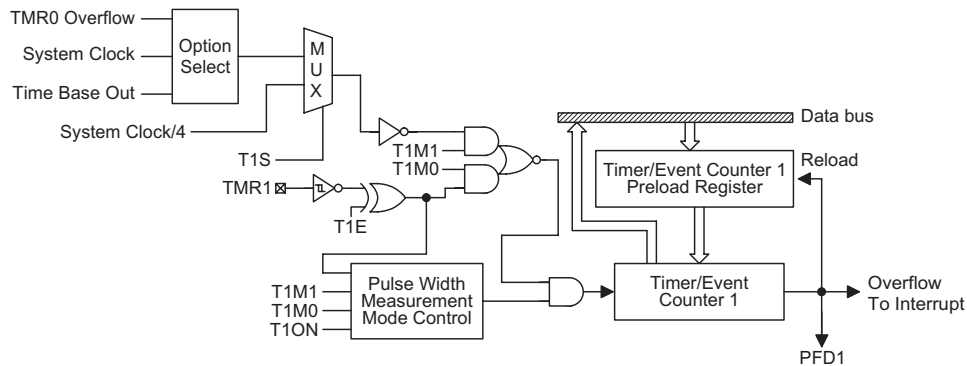 TMR0 Overflow
System Clock
Time Base Out
Option
Select
M
U
X
System Clock/4
T1S
T1M1
T1M0
TMR1
T1E
T1M1
T1M0
T1ON
Pulse Width
Measurement
Mode Control
Data bus
Timer/Event Counter 1
Preload Register
Reload
Timer/Event
Counter 1
Overflow
To Interrupt
PFD1